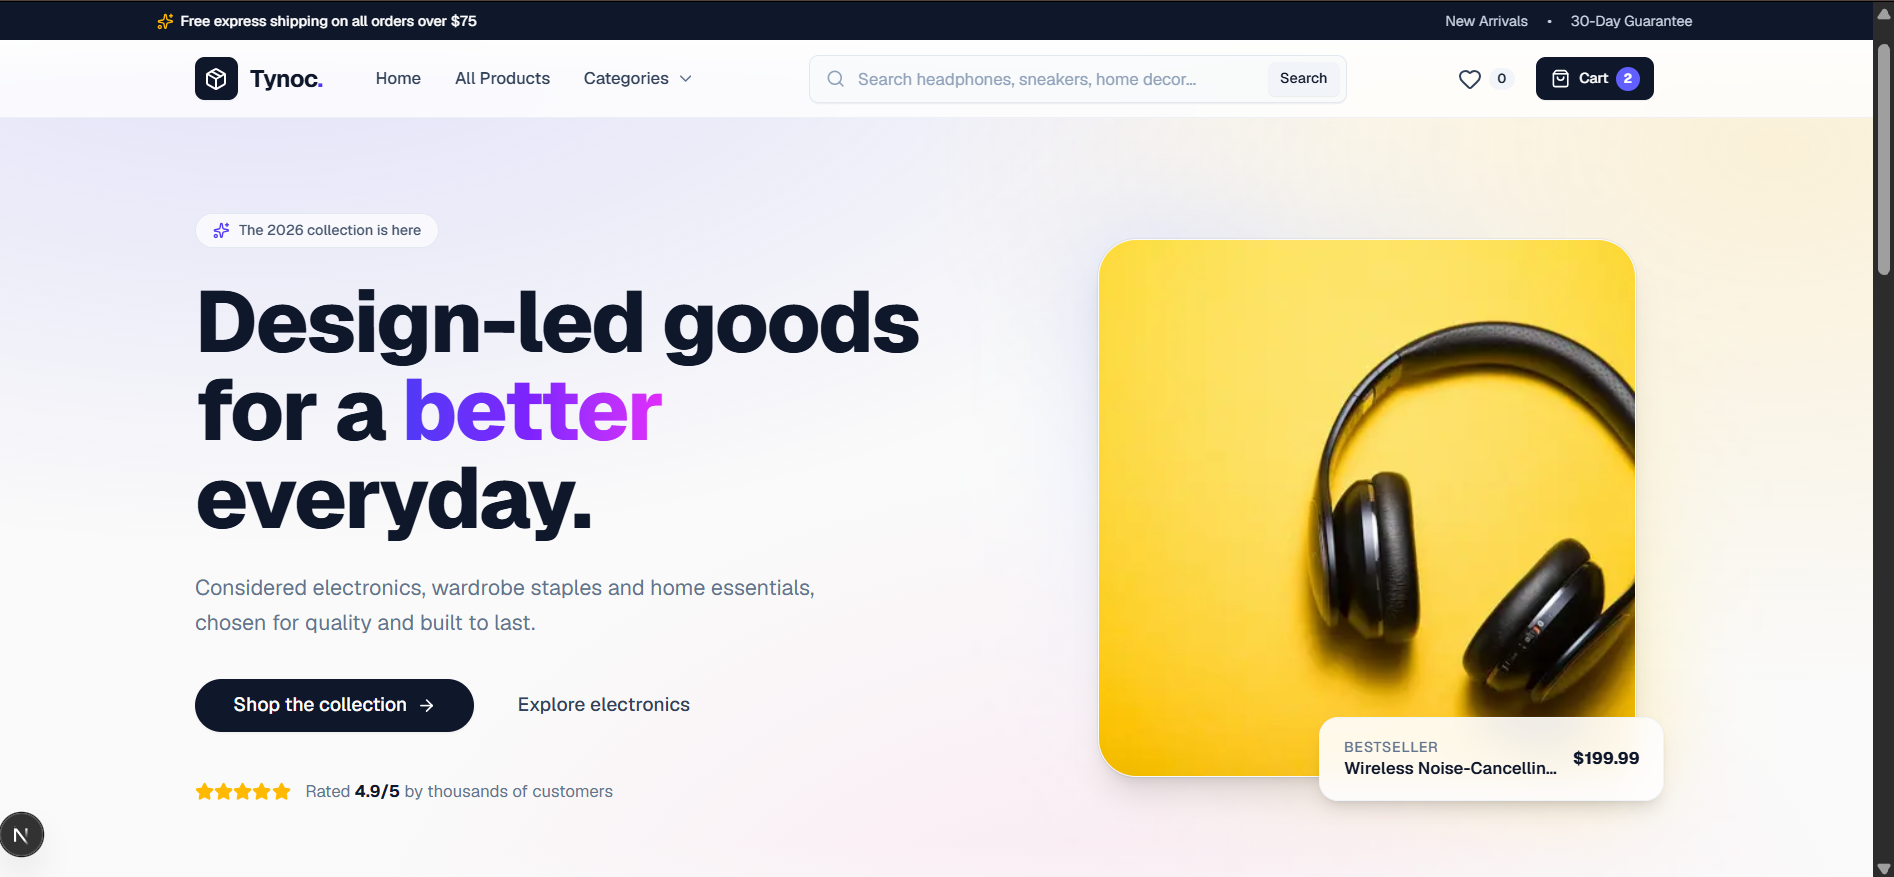 Free express shipping on all orders over $75
New Arrivals • 30-Day Guarantee
Tynoc.
Home
All Products
Categories
Search headphones, sneakers, home decor...
Search
0
Cart 2
The 2026 collection is here
Design-led goods
for a better
everyday.
Considered electronics, wardrobe staples and home essentials,
chosen for quality and built to last.
Shop the collection →
Explore electronics
Rated 4.9/5 by thousands of customers
BESTSELLER
Wireless Noise-Cancellin...
$199.99
N